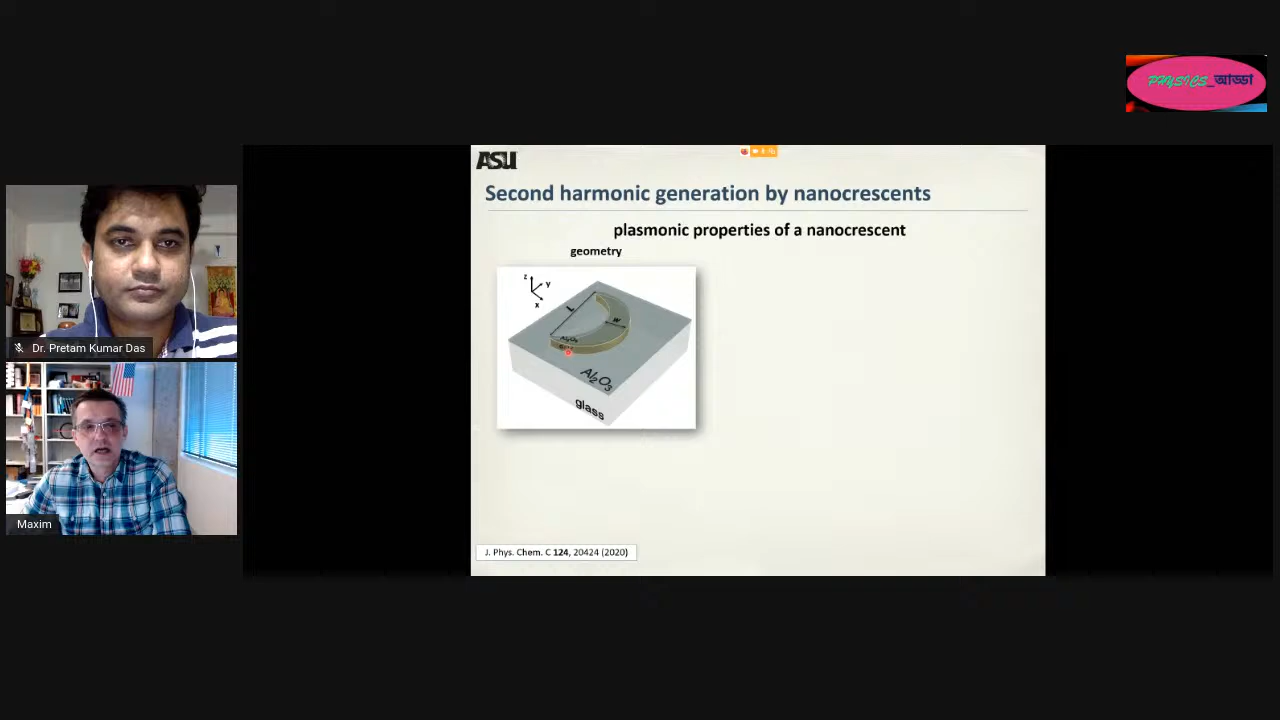 PHYSICS_আড্ডা
ASU
Second harmonic generation by nanocrescents
plasmonic properties of a nanocrescent
geometry
z
y
x
L
w
Al2O3
Al2O3
glass
J. Phys. Chem. C 124, 20424 (2020)
Dr. Pretam Kumar Das
Maxim